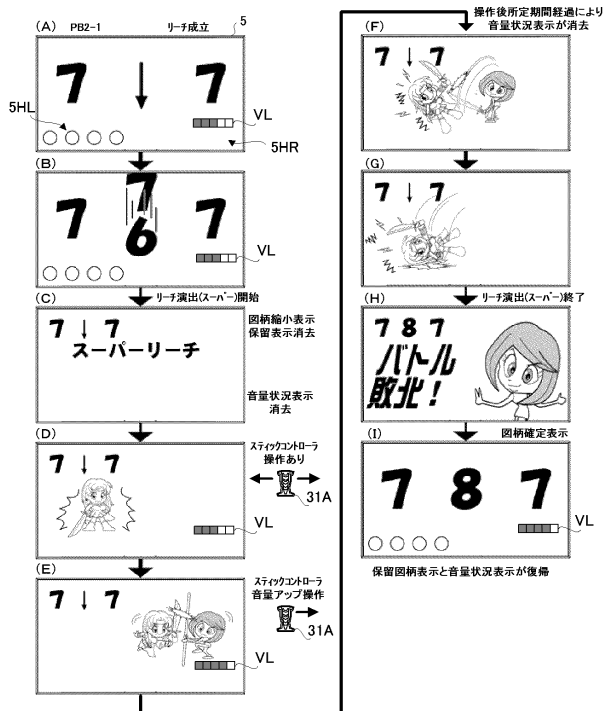 (A) PB2-1 リーチ成立 5
7 ↓ 7
5HL VL
5HR
(B)
7 7 6 7
VL
(C) リーチ演出(スーパー)開始
7 ↓ 7
スーパーリーチ
図柄縮小表示
保留表示消去
音量状況表示
消去
(D) スティックコントローラ
操作あり
7 ↓ 7
31A
VL
(E) スティックコントローラ
音量アップ操作
7 ↓ 7
31A
VL
操作後所定期間経過により
音量状況表示が消去
(F)
7 ↓ 7
(G)
7 ↓ 7
(H) リーチ演出(スーパー)終了
7 8 7
バトル
敗北!
(I) 図柄確定表示
7 8 7
VL
保留図柄表示と音量状況表示が復帰